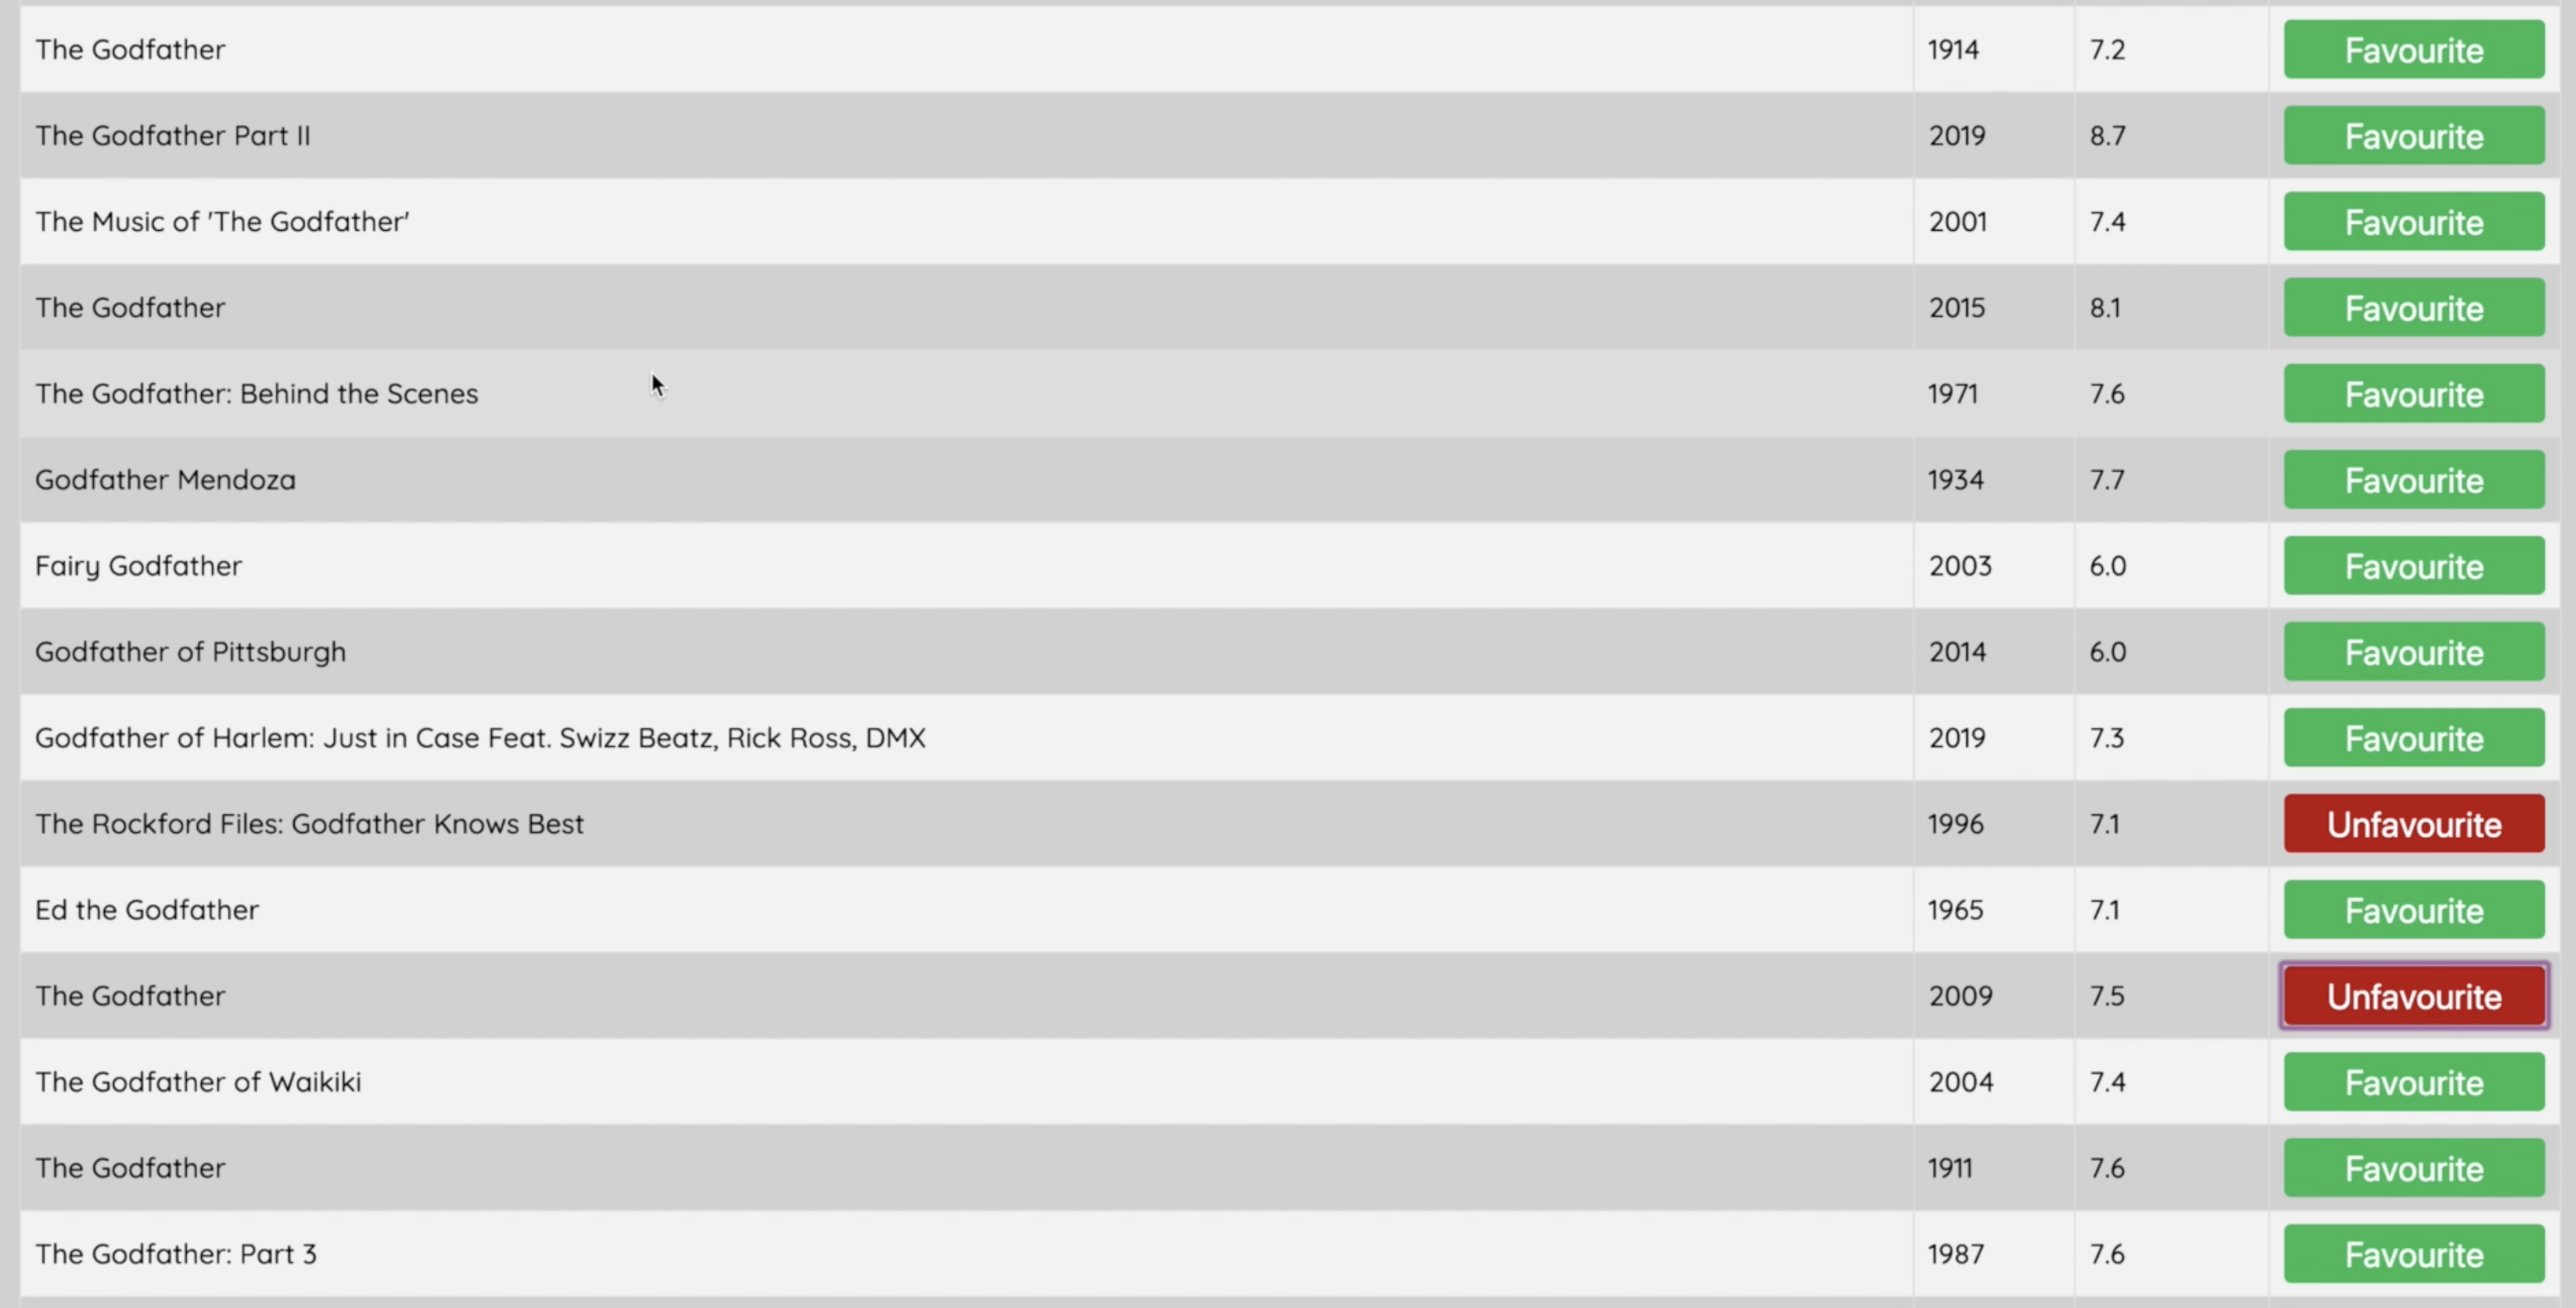 The Godfather 1914 7.2 Favourite
The Godfather Part II 2019 8.7 Favourite
The Music of 'The Godfather' 2001 7.4 Favourite
The Godfather 2015 8.1 Favourite
The Godfather: Behind the Scenes 1971 7.6 Favourite
Godfather Mendoza 1934 7.7 Favourite
Fairy Godfather 2003 6.0 Favourite
Godfather of Pittsburgh 2014 6.0 Favourite
Godfather of Harlem: Just in Case Feat. Swizz Beatz, Rick Ross, DMX 2019 7.3 Favourite
The Rockford Files: Godfather Knows Best 1996 7.1 Unfavourite
Ed the Godfather 1965 7.1 Favourite
The Godfather 2009 7.5 Unfavourite
The Godfather of Waikiki 2004 7.4 Favourite
The Godfather 1911 7.6 Favourite
The Godfather: Part 3 1987 7.6 Favourite